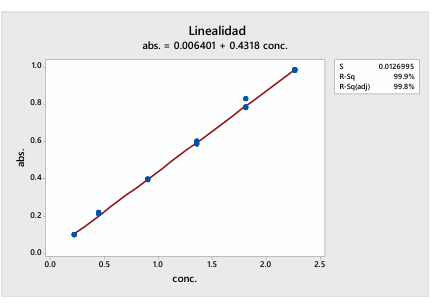 Linealidad
abs. = 0.006401 + 0.4318 conc.
S 0.0126995
R-Sq 99.9%
R-Sq(adj) 99.8%
1.0
0.8
0.6
0.4
0.2
0.0
abs.
0.0 0.5 1.0 1.5 2.0 2.5
conc.